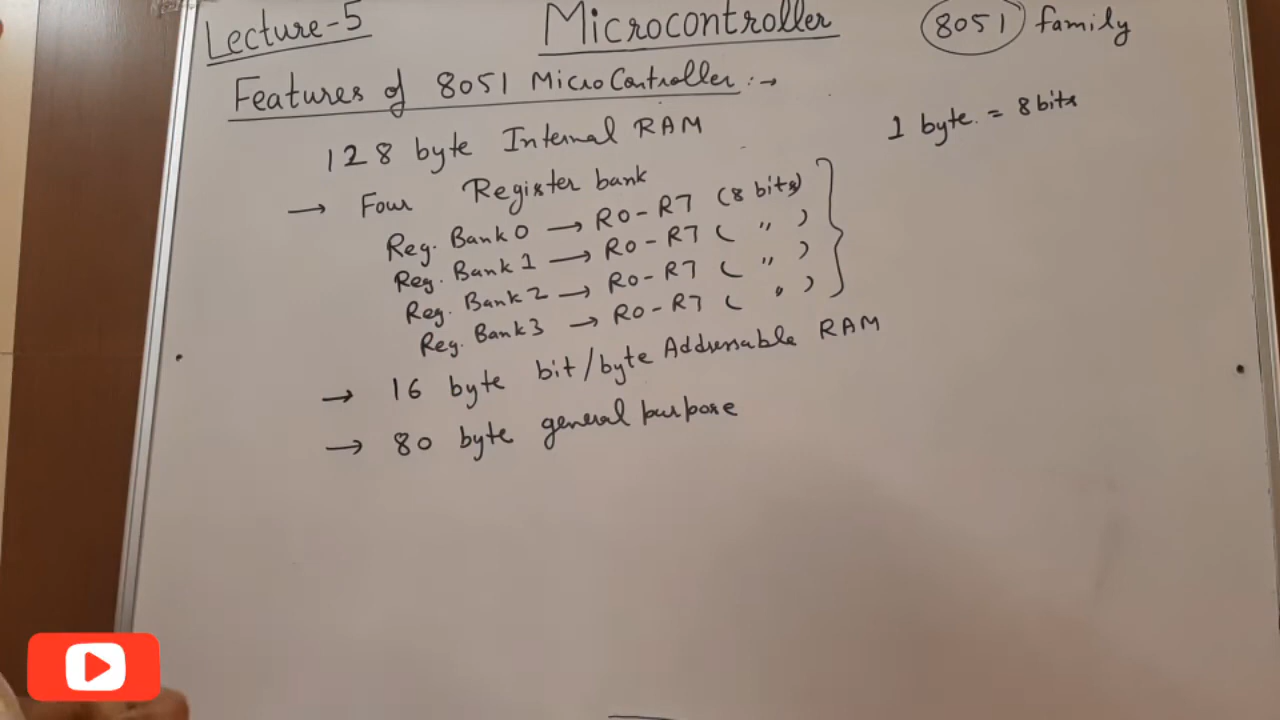 Lecture-5 Microcontroller 8051 family
Features of 8051 MicroController :→
128 byte Internal RAM
1 byte = 8 bits
→ Four Register bank
Reg. Bank 0 → R0 - R7 (8 bits)
Reg. Bank 1 → R0 - R7 ( " )
Reg. Bank 2 → R0 - R7 ( " )
Reg. Bank 3 → R0 - R7 ( " )
→ 16 byte bit/byte Addressable RAM
→ 80 byte general purpose